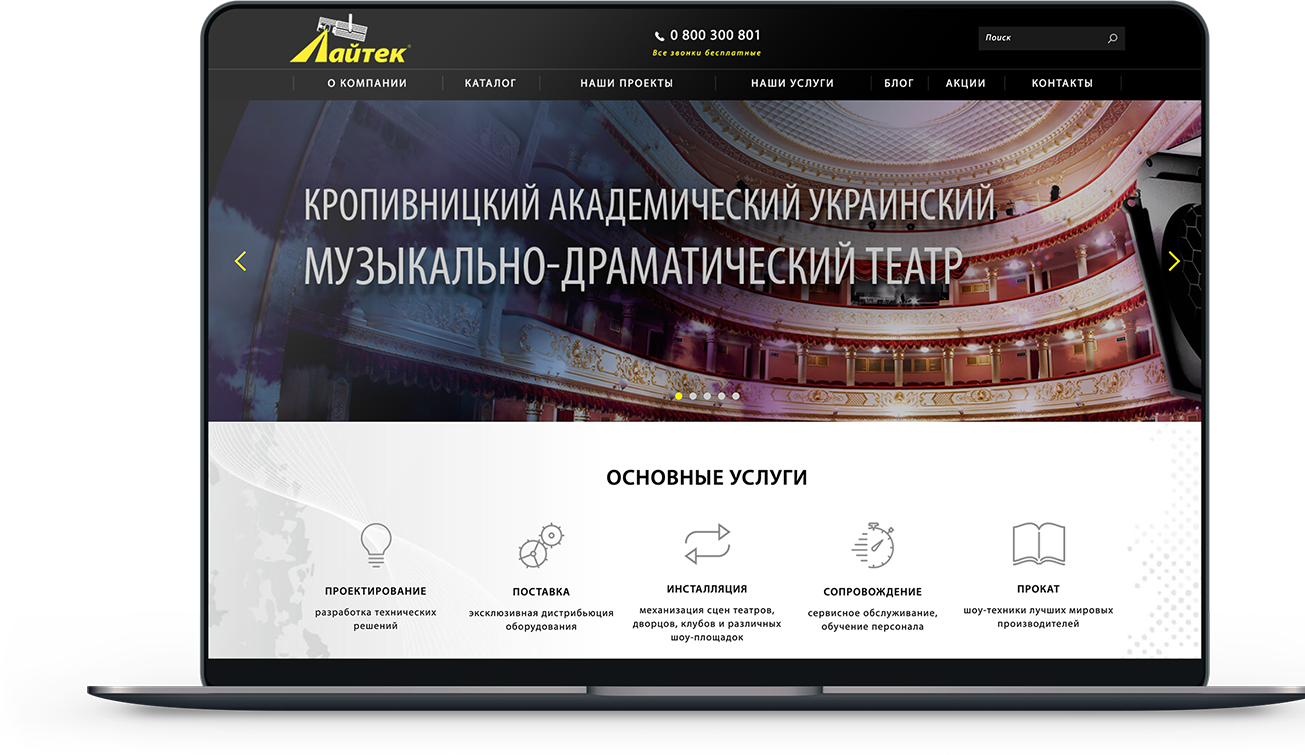 Лайтек
0 800 300 801
Все звонки бесплатные
Поиск
О КОМПАНИИ КАТАЛОГ НАШИ ПРОЕКТЫ НАШИ УСЛУГИ БЛОГ АКЦИИ КОНТАКТЫ
КРОПИВНИЦКИЙ АКАДЕМИЧЕСКИЙ УКРАИНСКИЙ
МУЗЫКАЛЬНО-ДРАМАТИЧЕСКИЙ ТЕАТР
ОСНОВНЫЕ УСЛУГИ
ПРОЕКТИРОВАНИЕ
разработка технических
решений
ПОСТАВКА
эксклюзивная дистрибьюция
оборудования
ИНСТАЛЛЯЦИЯ
механизация сцен театров,
дворцов, клубов и различных
шоу-площадок
СОПРОВОЖДЕНИЕ
сервисное обслуживание,
обучение персонала
ПРОКАТ
шоу-техники лучших мировых
производителей